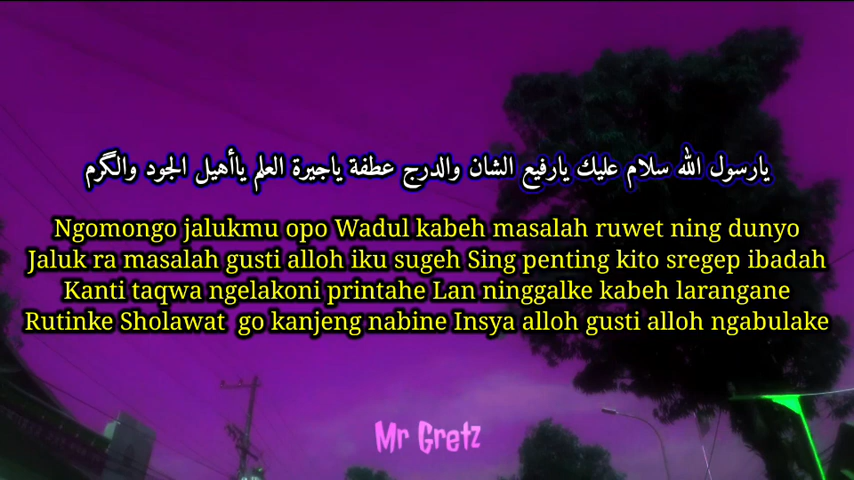 يارسول الله سلام عليك يارفيع الشان والدرج عطفة ياجيرة العلم ياأهيل الجود والگرم
Ngomongo jalukmu opo Wadul kabeh masalah ruwet ning dunyo
Jaluk ra masalah gusti alloh iku sugeh Sing penting kito sregep ibadah
Kanti taqwa ngelakoni printahe Lan ninggalke kabeh larangane
Rutinke Sholawat go kanjeng nabine Insya alloh gusti alloh ngabulake
Mr Gretz